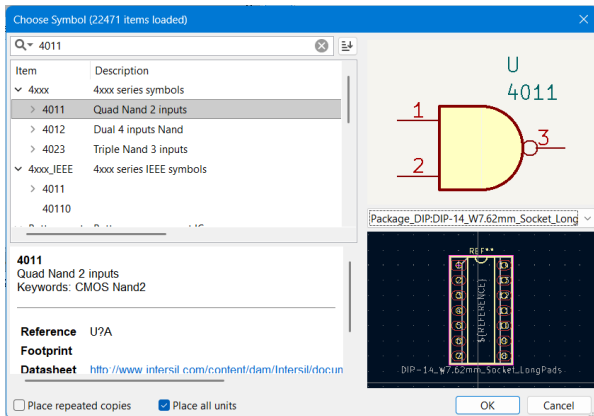 Choose Symbol (22471 items loaded)
4011
Item Description
4xxx 4xxx series symbols
4011 Quad Nand 2 inputs
4012 Dual 4 inputs Nand
4023 Triple Nand 3 inputs
4xxx_IEEE 4xxx series IEEE symbols
4011
40110
4011
Quad Nand 2 inputs
Keywords: CMOS Nand2
Reference U?A
Footprint
Datasheet http://www.intersil.com/content/dam/Intersil/docum
Place repeated copies
Place all units
U
4011
1
2
3
Package_DIP:DIP-14_W7.62mm_Socket_Long
REF**
${REFERENCE}
DIP-14_W7.62mm_Socket_LongPads
OK
Cancel